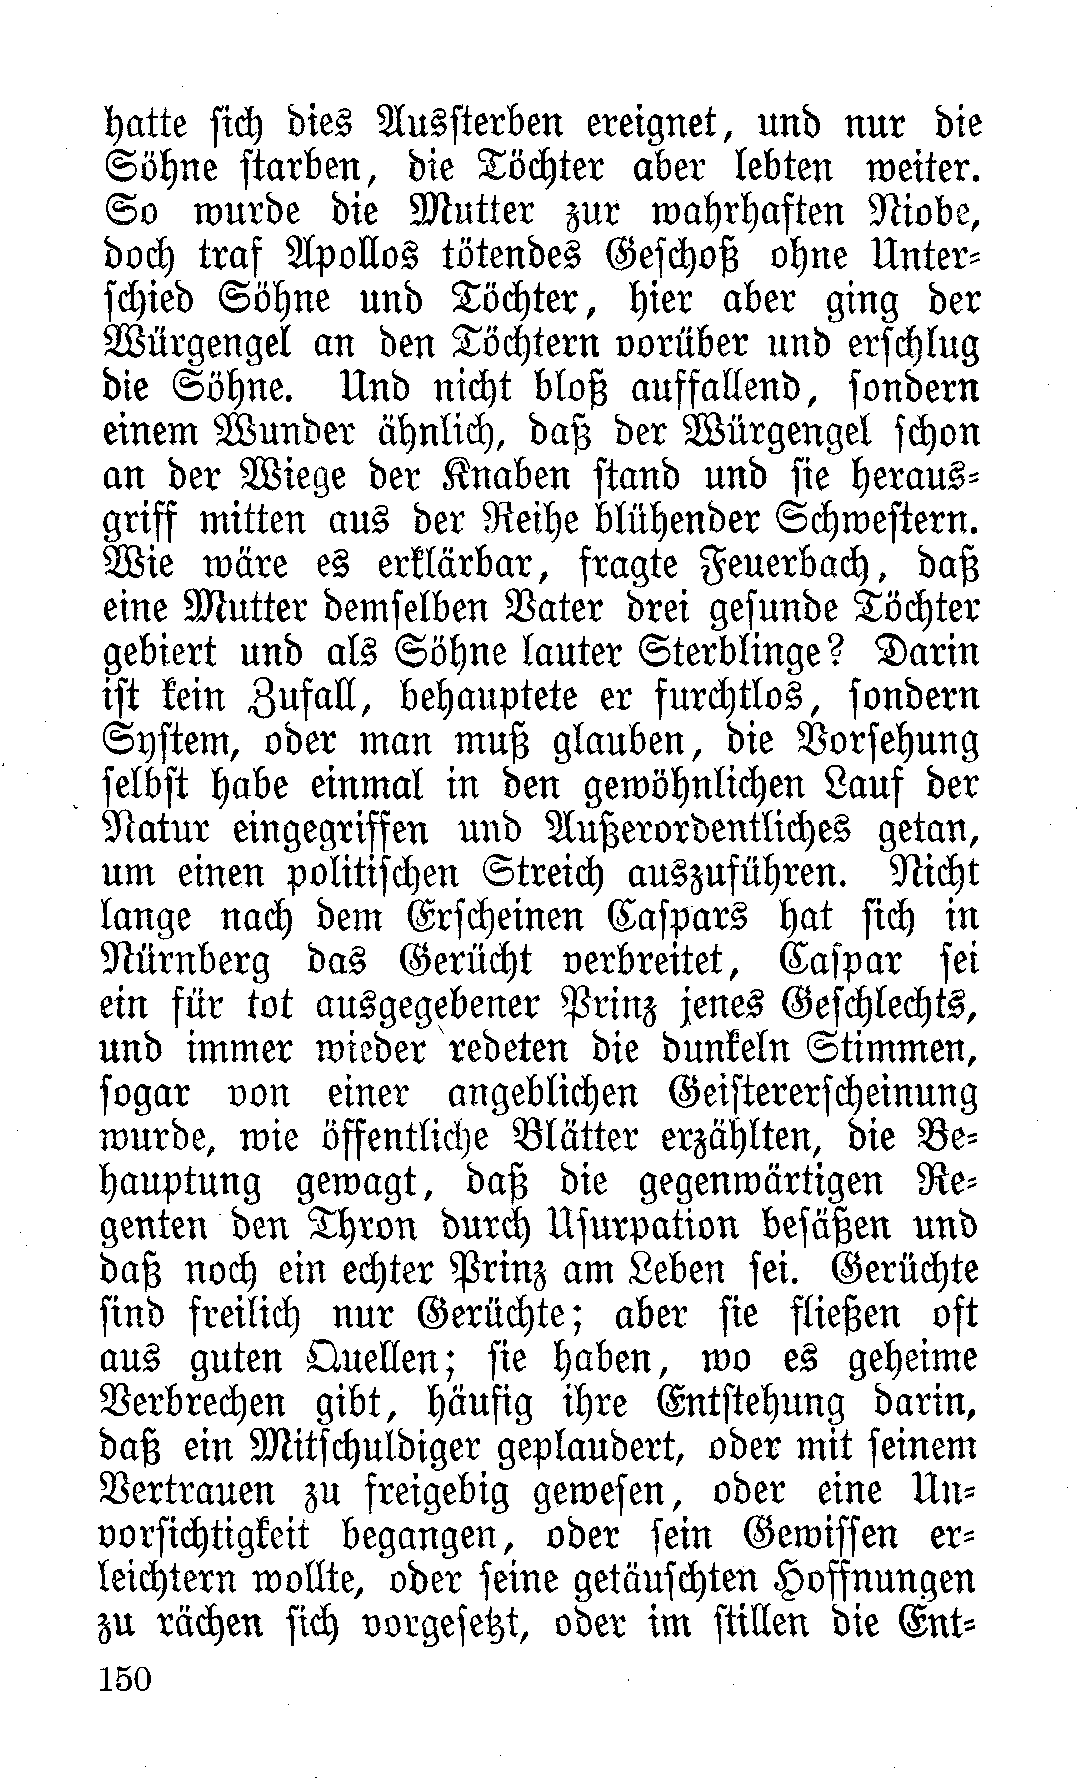 hatte sich dies Aussterben ereignet, und nur die
Söhne starben, die Töchter aber lebten weiter.
So wurde die Mutter zur wahrhaften Niobe,
doch traf Apollos tötendes Geschoß ohne Unter-
schied Söhne und Töchter, hier aber ging der
Würgengel an den Töchtern vorüber und erschlug
die Söhne. Und nicht bloß auffallend, sondern
einem Wunder ähnlich, daß der Würgengel schon
an der Wiege der Knaben stand und sie heraus-
griff mitten aus der Reihe blühender Schwestern.
Wie wäre es erklärbar, fragte Feuerbach, daß
eine Mutter demselben Vater drei gesunde Töchter
gebiert und als Söhne lauter Sterblinge? Darin
ist kein Zufall, behauptete er furchtlos, sondern
System, oder man muß glauben, die Vorsehung
selbst habe einmal in den gewöhnlichen Lauf der
Natur eingegriffen und Außerordentliches getan,
um einen politischen Streich auszuführen. Nicht
lange nach dem Erscheinen Caspars hat sich in
Nürnberg das Gerücht verbreitet, Caspar sei
ein für tot ausgegebener Prinz jenes Geschlechts,
und immer wieder redeten die dunkeln Stimmen,
sogar von einer angeblichen Geistererscheinung
wurde, wie öffentliche Blätter erzählten, die Be-
hauptung gewagt, daß die gegenwärtigen Re-
genten den Thron durch Usurpation besäßen und
daß noch ein echter Prinz am Leben sei. Gerüchte
sind freilich nur Gerüchte; aber sie fließen oft
aus guten Quellen; sie haben, wo es geheime
Verbrechen gibt, häufig ihre Entstehung darin,
daß ein Mitschuldiger geplaudert, oder mit seinem
Vertrauen zu freigebig gewesen, oder eine Un-
vorsichtigkeit begangen, oder sein Gewissen er-
leichtern wollte, oder seine getäuschten Hoffnungen
zu rächen sich vorgesetzt, oder im stillen die Ent-
150